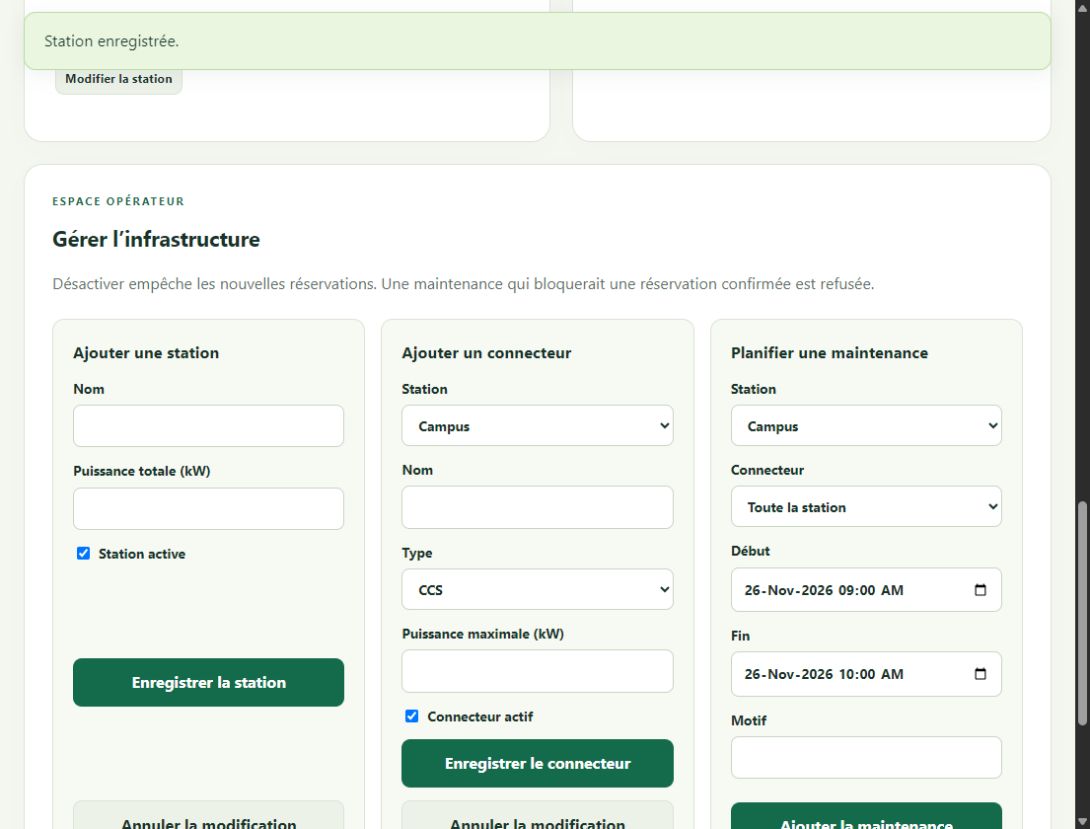 Station enregistrée.
Modifier la station
ESPACE OPÉRATEUR
Gérer l’infrastructure
Désactiver empêche les nouvelles réservations. Une maintenance qui bloquerait une réservation confirmée est refusée.
Ajouter une station
Nom
Puissance totale (kW)
Station active
Enregistrer la station
Annuler la modification
Ajouter un connecteur
Station
Campus
Nom
Type
CCS
Puissance maximale (kW)
Connecteur actif
Enregistrer le connecteur
Annuler la modification
Planifier une maintenance
Station
Campus
Connecteur
Toute la station
Début
26-Nov-2026 09:00 AM
Fin
26-Nov-2026 10:00 AM
Motif
Ajouter la maintenance